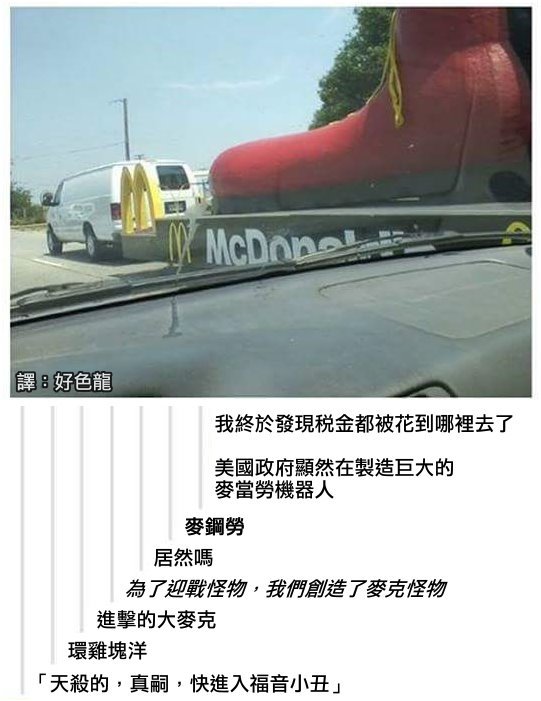 McDonald's
譯：好色龍
我終於發現税金都被花到哪裡去了
美國政府顯然在製造巨大的
麥當勞機器人
麥鋼勞
居然嗎
為了迎戰怪物，我們創造了麥克怪物
進擊的大麥克
環雞塊洋
「天殺的，真嗣，快進入福音小丑」